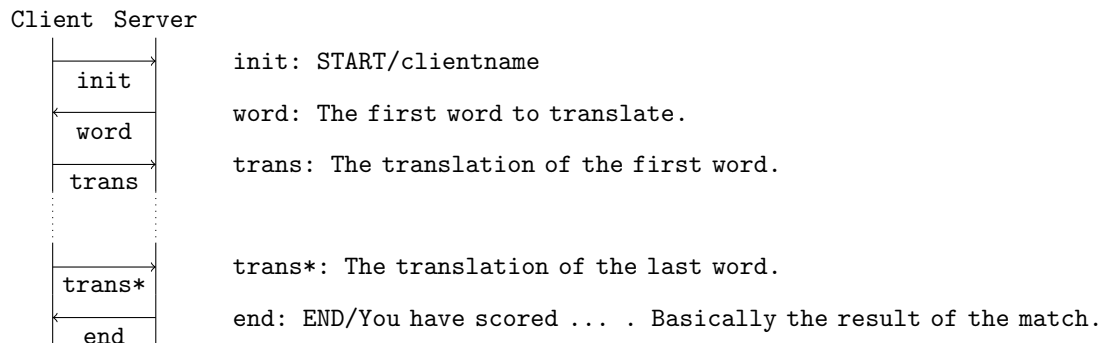 Client Server
init: START/clientname
init
word: The first word to translate.
word
trans: The translation of the first word.
trans
trans*: The translation of the last word.
trans*
end: END/You have scored ... . Basically the result of the match.
end